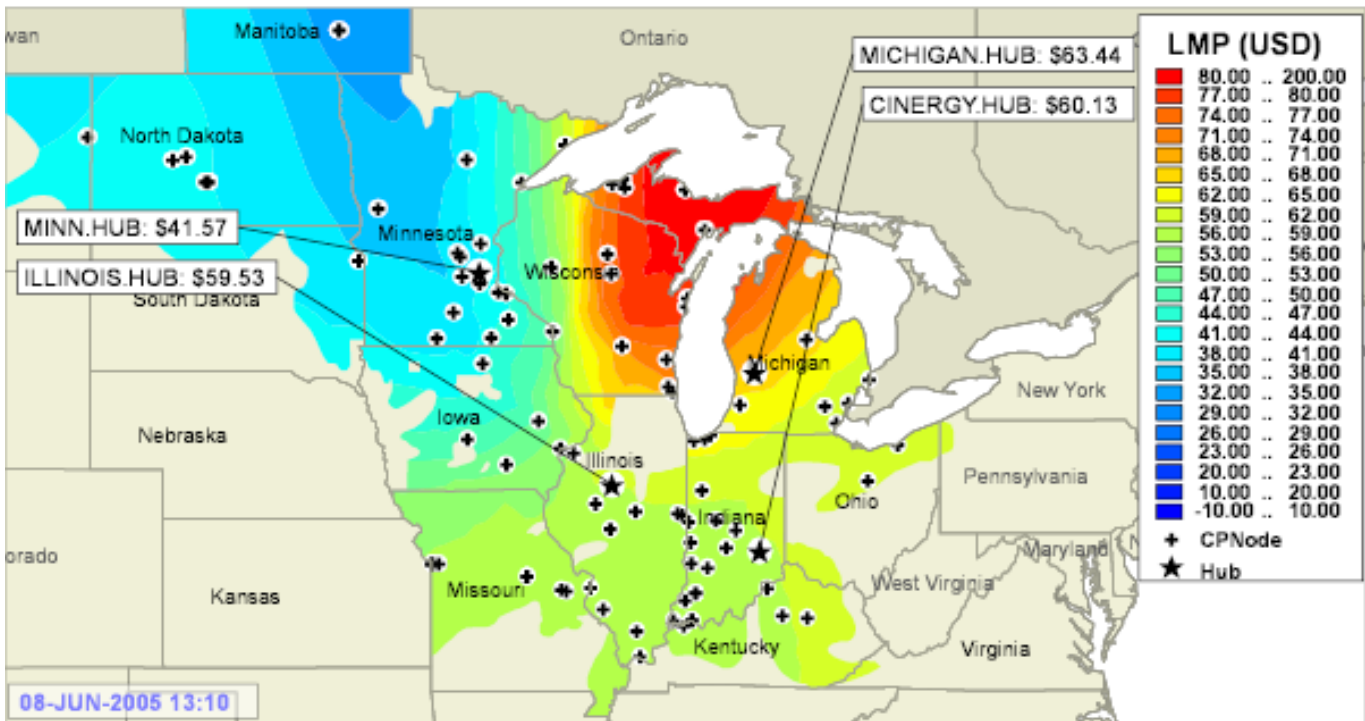 wan
Manitoba
Ontario
MICHIGAN.HUB: $63.44
CINERGY.HUB: $60.13
North Dakota
MINN.HUB: $41.57
Minnesota
ILLINOIS.HUB: $59.53
Wisconsin
South Dakota
Michigan
New York
Iowa
Nebraska
Illinois
Pennsylvania
Ohio
Indiana
orado
Maryland
N
Missouri
West Virginia
Kansas
Kentucky
Virginia
08-JUN-2005 13:10
LMP (USD)
80.00 .. 200.00
77.00 .. 80.00
74.00 .. 77.00
71.00 .. 74.00
68.00 .. 71.00
65.00 .. 68.00
62.00 .. 65.00
59.00 .. 62.00
56.00 .. 59.00
53.00 .. 56.00
50.00 .. 53.00
47.00 .. 50.00
44.00 .. 47.00
41.00 .. 44.00
38.00 .. 41.00
35.00 .. 38.00
32.00 .. 35.00
29.00 .. 32.00
26.00 .. 29.00
23.00 .. 26.00
20.00 .. 23.00
10.00 .. 20.00
-10.00 .. 10.00
CPNode
Hub